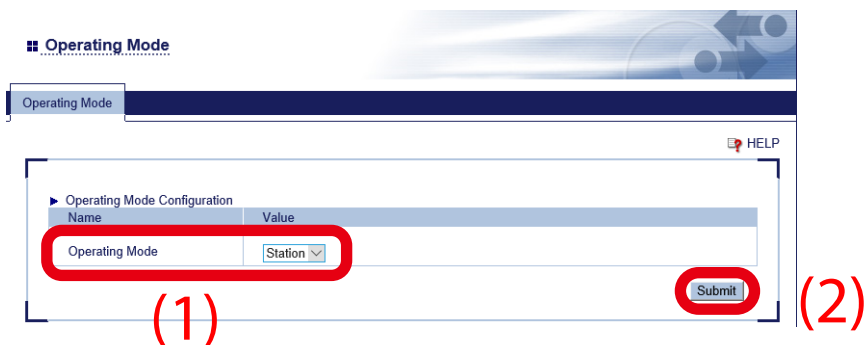 Operating Mode
Operating Mode
HELP
Operating Mode Configuration
Name Value
Operating Mode Station
Submit
(1)
(2)